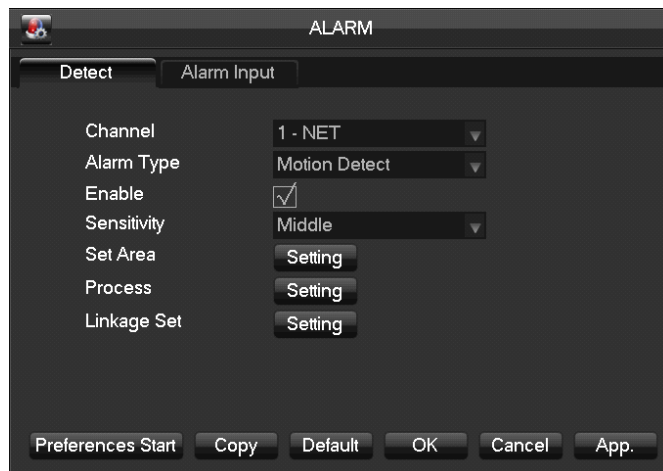 ALARM
Detect Alarm Input
Channel 1 - NET
Alarm Type Motion Detect
Enable
Sensitivity Middle
Set Area Setting
Process Setting
Linkage Set Setting
Preferences Start Copy Default OK Cancel App.